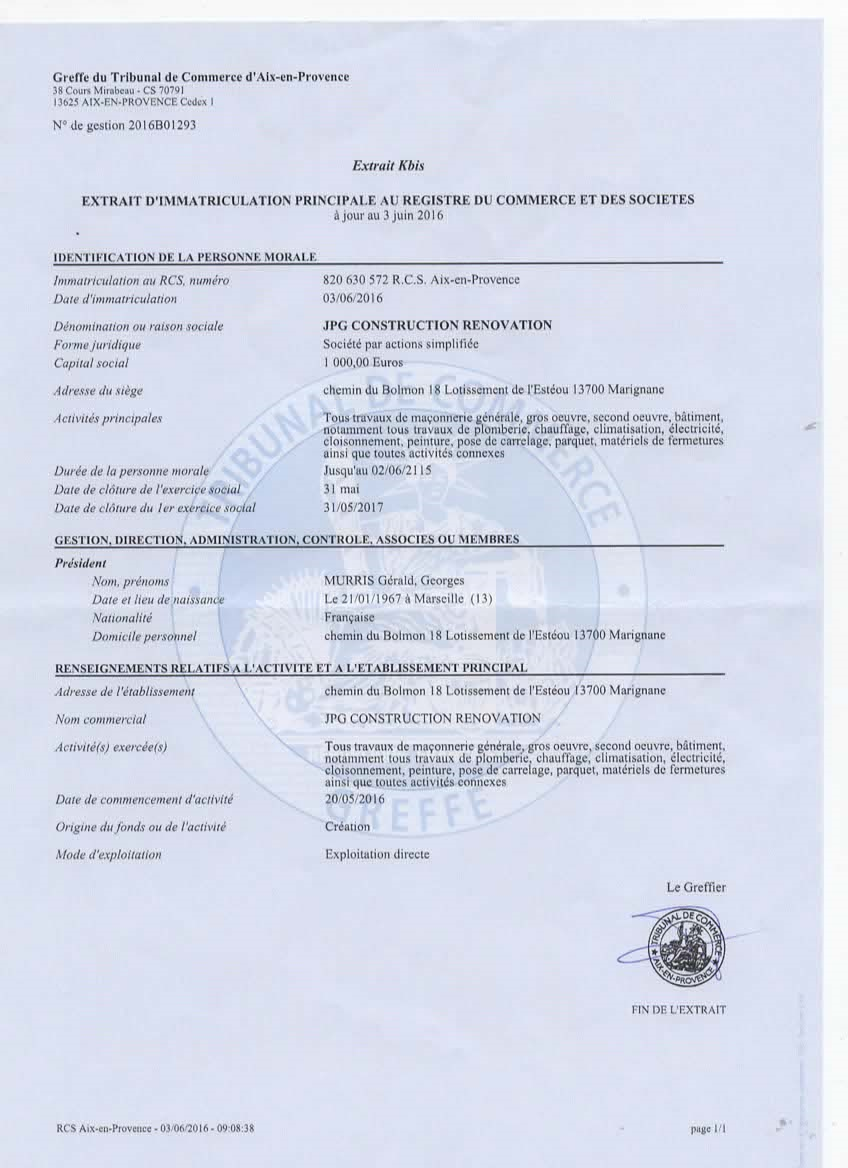 Greffe du Tribunal de Commerce d'Aix-en-Provence
38 Cours Mirabeau - CS 70791
13625 AIX-EN-PROVENCE Cedex 1
N° de gestion 2016B01293
Extrait Kbis
EXTRAIT D'IMMATRICULATION PRINCIPALE AU REGISTRE DU COMMERCE ET DES SOCIETES
à jour au 3 juin 2016
IDENTIFICATION DE LA PERSONNE MORALE
Immatriculation au RCS, numéro 820 630 572 R.C.S. Aix-en-Provence
Date d'immatriculation 03/06/2016
Dénomination ou raison sociale JPG CONSTRUCTION RENOVATION
Forme juridique Société par actions simplifiée
Capital social 1 000,00 Euros
Adresse du siège chemin du Bolmon 18 Lotissement de l'Estéou 13700 Marignane
Activités principales Tous travaux de maçonnerie générale, gros oeuvre, second oeuvre, bâtiment,
notamment tous travaux de plomberie, chauffage, climatisation, électricité,
cloisonnement, peinture, pose de carrelage, parquet, matériels de fermetures
ainsi que toutes activités connexes
Durée de la personne morale Jusqu'au 02/06/2115
Date de clôture de l'exercice social 31 mai
Date de clôture du 1er exercice social 31/05/2017
GESTION, DIRECTION, ADMINISTRATION, CONTROLE, ASSOCIES OU MEMBRES
Président
Nom, prénoms MURRIS Gérald, Georges
Date et lieu de naissance Le 21/01/1967 à Marseille (13)
Nationalité Française
Domicile personnel chemin du Bolmon 18 Lotissement de l'Estéou 13700 Marignane
RENSEIGNEMENTS RELATIFS A L'ACTIVITE ET A L'ETABLISSEMENT PRINCIPAL
Adresse de l'établissement chemin du Bolmon 18 Lotissement de l'Estéou 13700 Marignane
Nom commercial JPG CONSTRUCTION RENOVATION
Activité(s) exercée(s) Tous travaux de maçonnerie générale, gros oeuvre, second oeuvre, bâtiment,
notamment tous travaux de plomberie, chauffage, climatisation, électricité,
cloisonnement, peinture, pose de carrelage, parquet, matériels de fermetures
ainsi que toutes activités connexes
Date de commencement d'activité 20/05/2016
Origine du fonds ou de l'activité Création
Mode d'exploitation Exploitation directe
TRIBUNAL DE COMMERCE
GREFFE
Le Greffier
TRIBUNAL DE COMMERCE
AIX-EN-PROVENCE
FIN DE L'EXTRAIT
RCS Aix-en-Provence - 03/06/2016 - 09:08:38 page 1/1